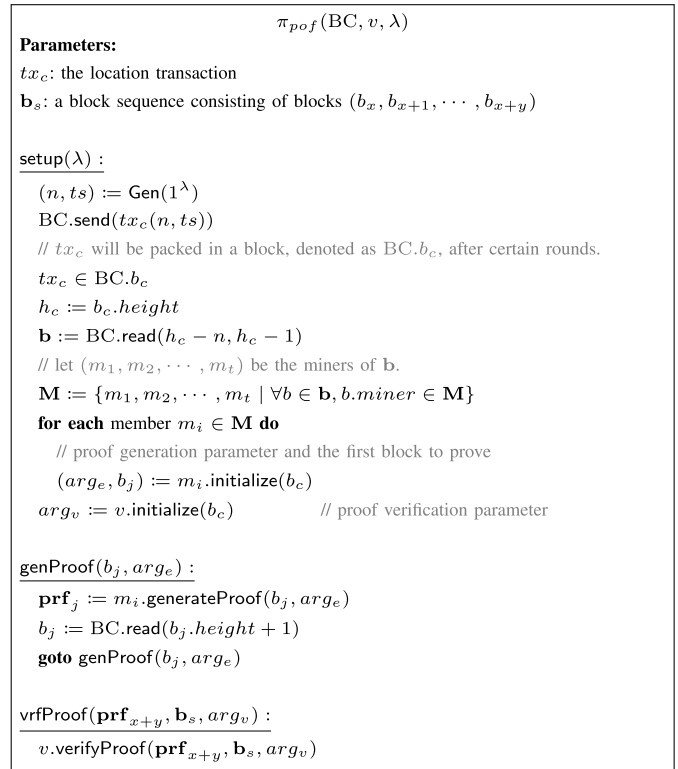 π_pof(BC, v, λ)
Parameters:
tx_c: the location transaction
b_s: a block sequence consisting of blocks (b_x, b_{x+1}, ⋯ , b_{x+y})
setup(λ) :
(n, ts) ≔ Gen(1^λ)
BC.send(tx_c(n, ts))
// tx_c will be packed in a block, denoted as BC.b_c, after certain rounds.
tx_c ∈ BC.b_c
h_c ≔ b_c.height
b ≔ BC.read(h_c − n, h_c − 1)
// let (m_1, m_2, ⋯ , m_t) be the miners of b.
M ≔ {m_1, m_2, ⋯ , m_t | ∀b ∈ b, b.miner ∈ M}
for each member m_i ∈ M do
// proof generation parameter and the first block to prove
(arg_e, b_j) ≔ m_i.initialize(b_c)
arg_v ≔ v.initialize(b_c) // proof verification parameter
genProof(b_j, arg_e) :
prf_j ≔ m_i.generateProof(b_j, arg_e)
b_j ≔ BC.read(b_j.height + 1)
goto genProof(b_j, arg_e)
vrfProof(prf_{x+y}, b_s, arg_v) :
v.verifyProof(prf_{x+y}, b_s, arg_v)